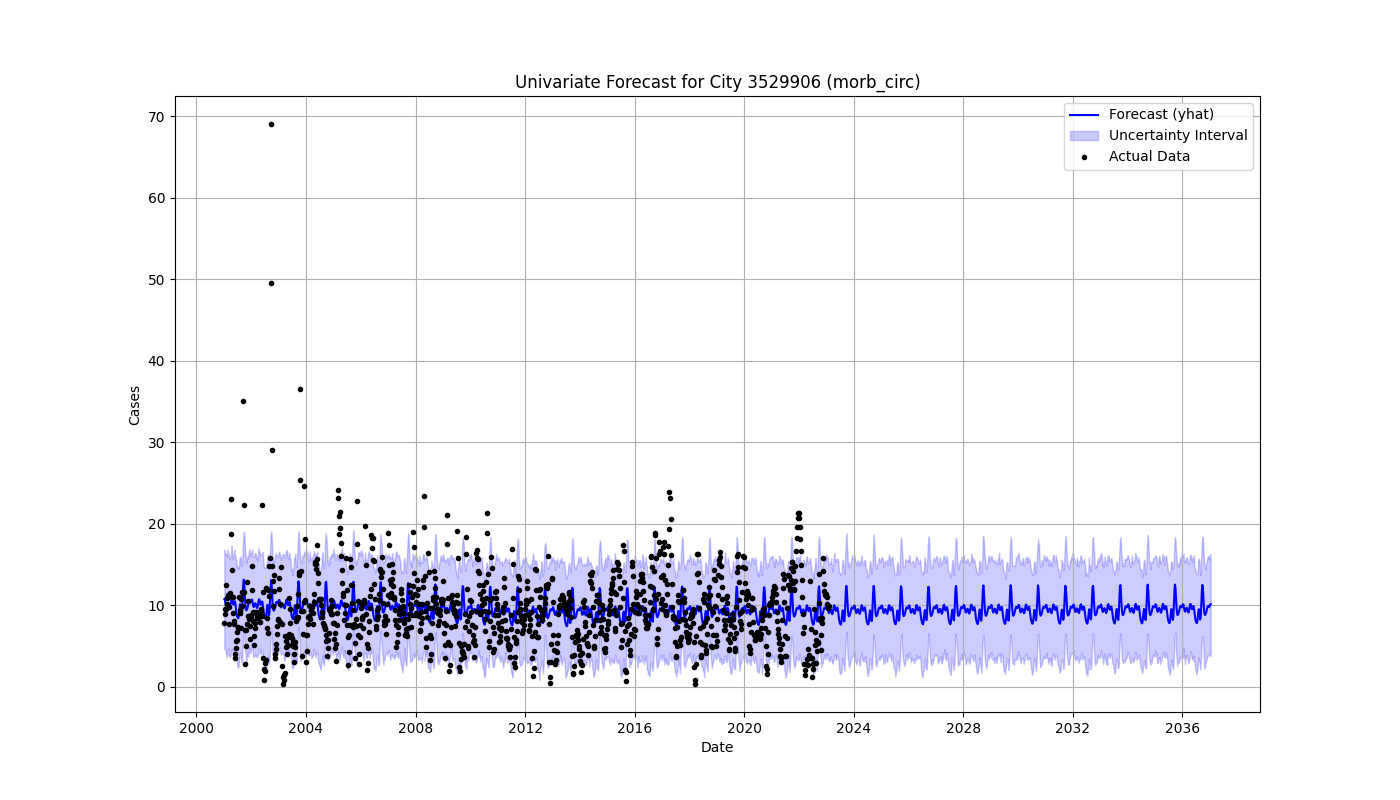 Univariate Forecast for City 3529906 (morb_circ)
Forecast (yhat)
Uncertainty Interval
Actual Data
70
60
50
40
30
20
10
0
Cases
2000 2004 2008 2012 2016 2020 2024 2028 2032 2036
Date